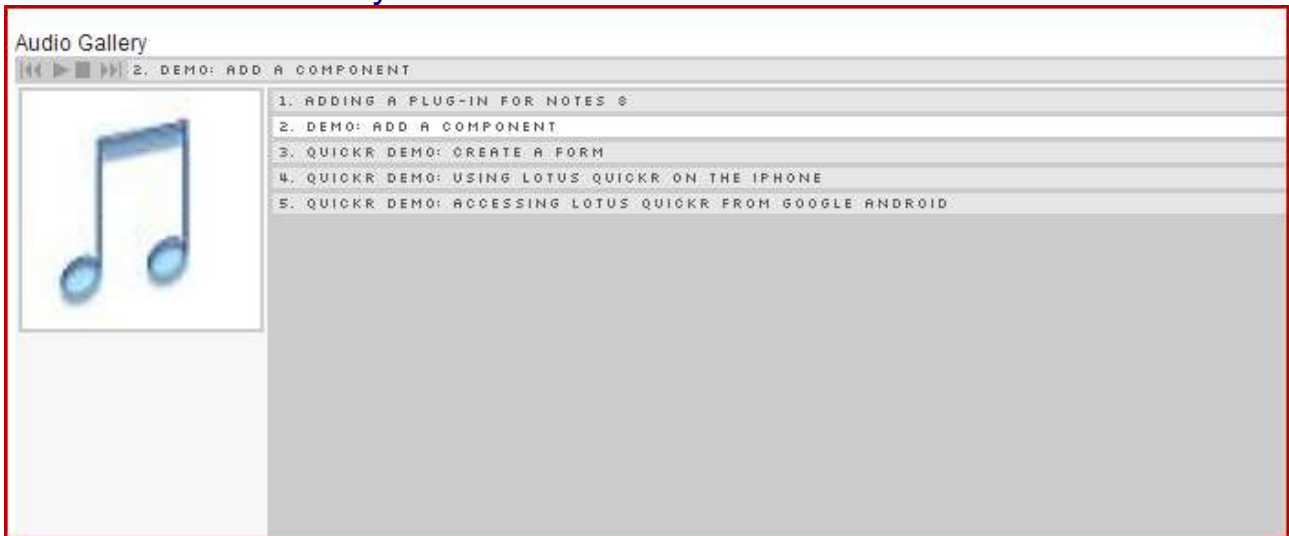 Audio Gallery
2. DEMO: ADD A COMPONENT
1. ADDING A PLUG-IN FOR NOTES 8
2. DEMO: ADD A COMPONENT
3. QUICKR DEMO: CREATE A FORM
4. QUICKR DEMO: USING LOTUS QUICKR ON THE IPHONE
5. QUICKR DEMO: ACCESSING LOTUS QUICKR FROM GOOGLE ANDROID